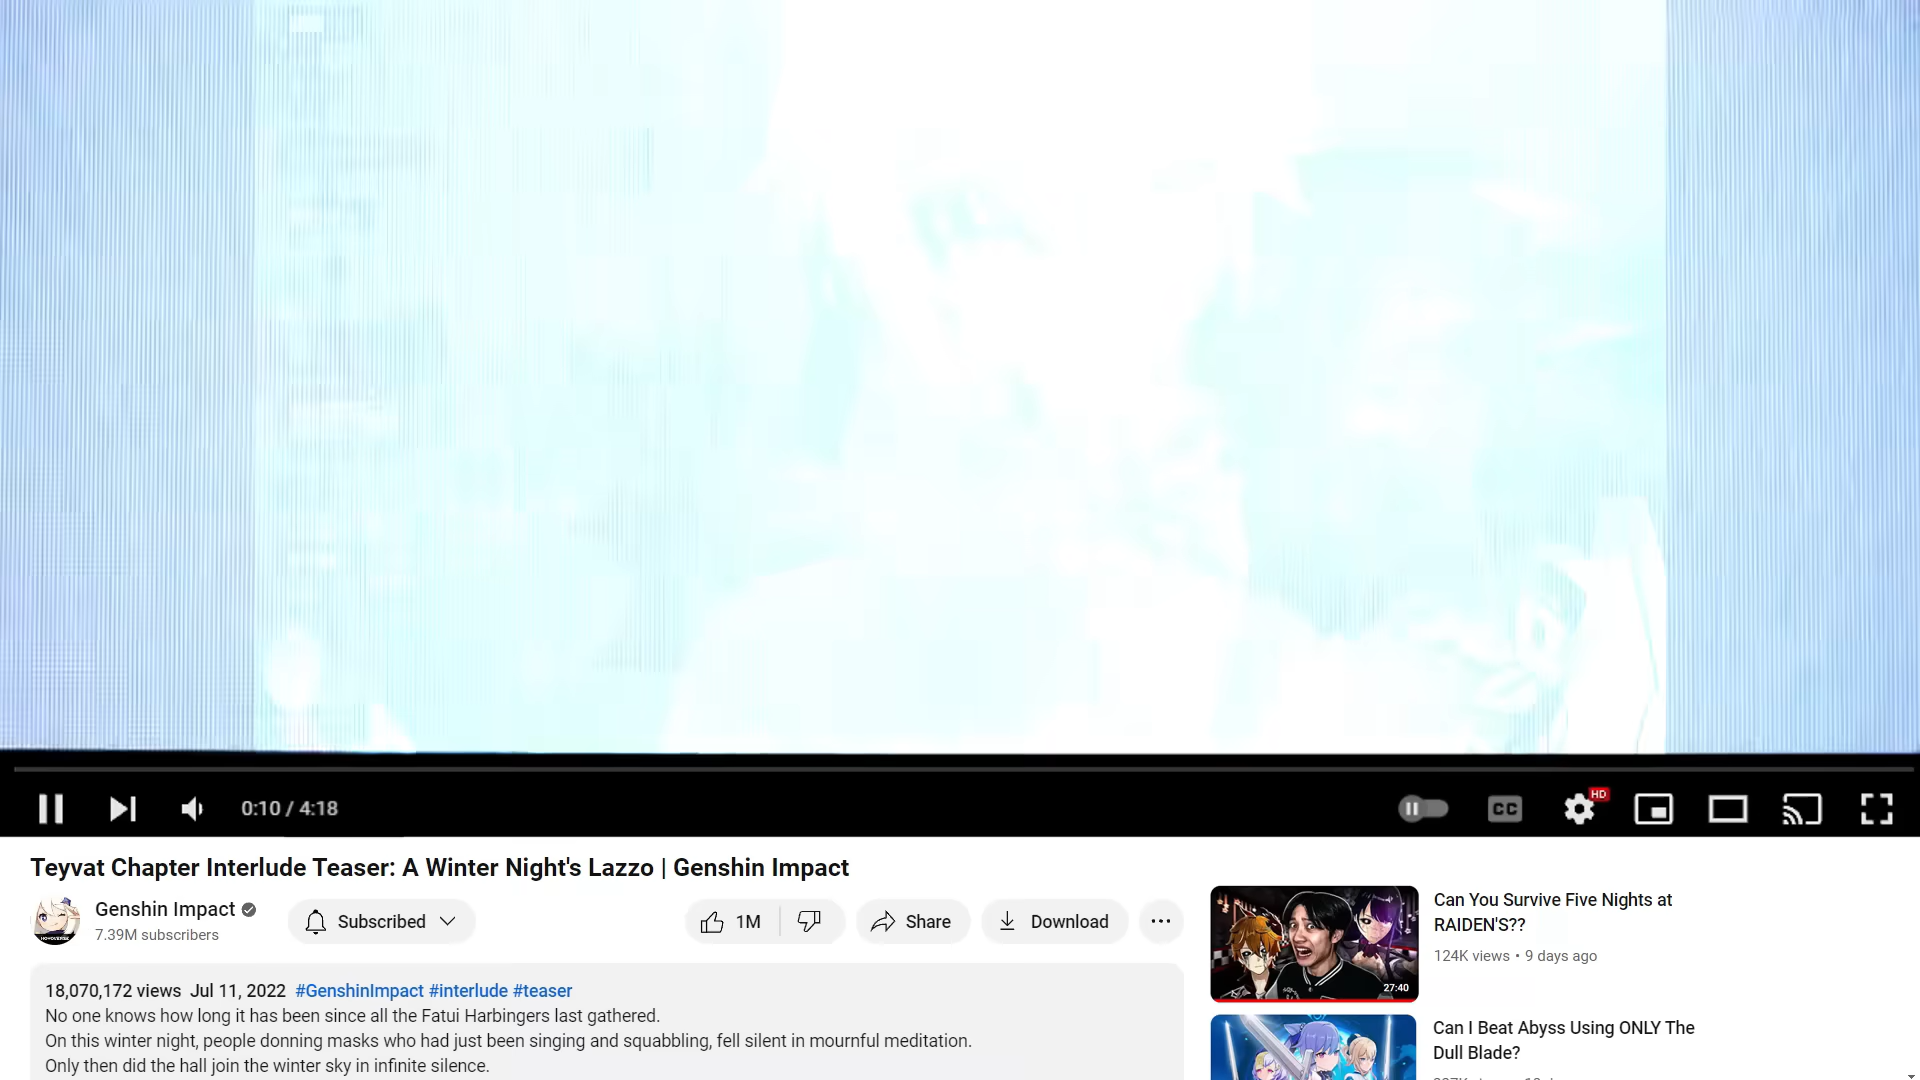 HD
CC
0:10 / 4:18
Teyvat Chapter Interlude Teaser: A Winter Night's Lazzo | Genshin Impact
Genshin Impact
7.39M subscribers
Subscribed
1M
Share
Download
18,070,172 views Jul 11, 2022 #GenshinImpact #interlude #teaser
No one knows how long it has been since all the Fatui Harbingers last gathered.
On this winter night, people donning masks who had just been singing and squabbling, fell silent in mournful meditation.
Only then did the hall join the winter sky in infinite silence.
Can You Survive Five Nights at
RAIDEN'S??
124K views • 9 days ago
27:40
Can I Beat Abyss Using ONLY The
Dull Blade?